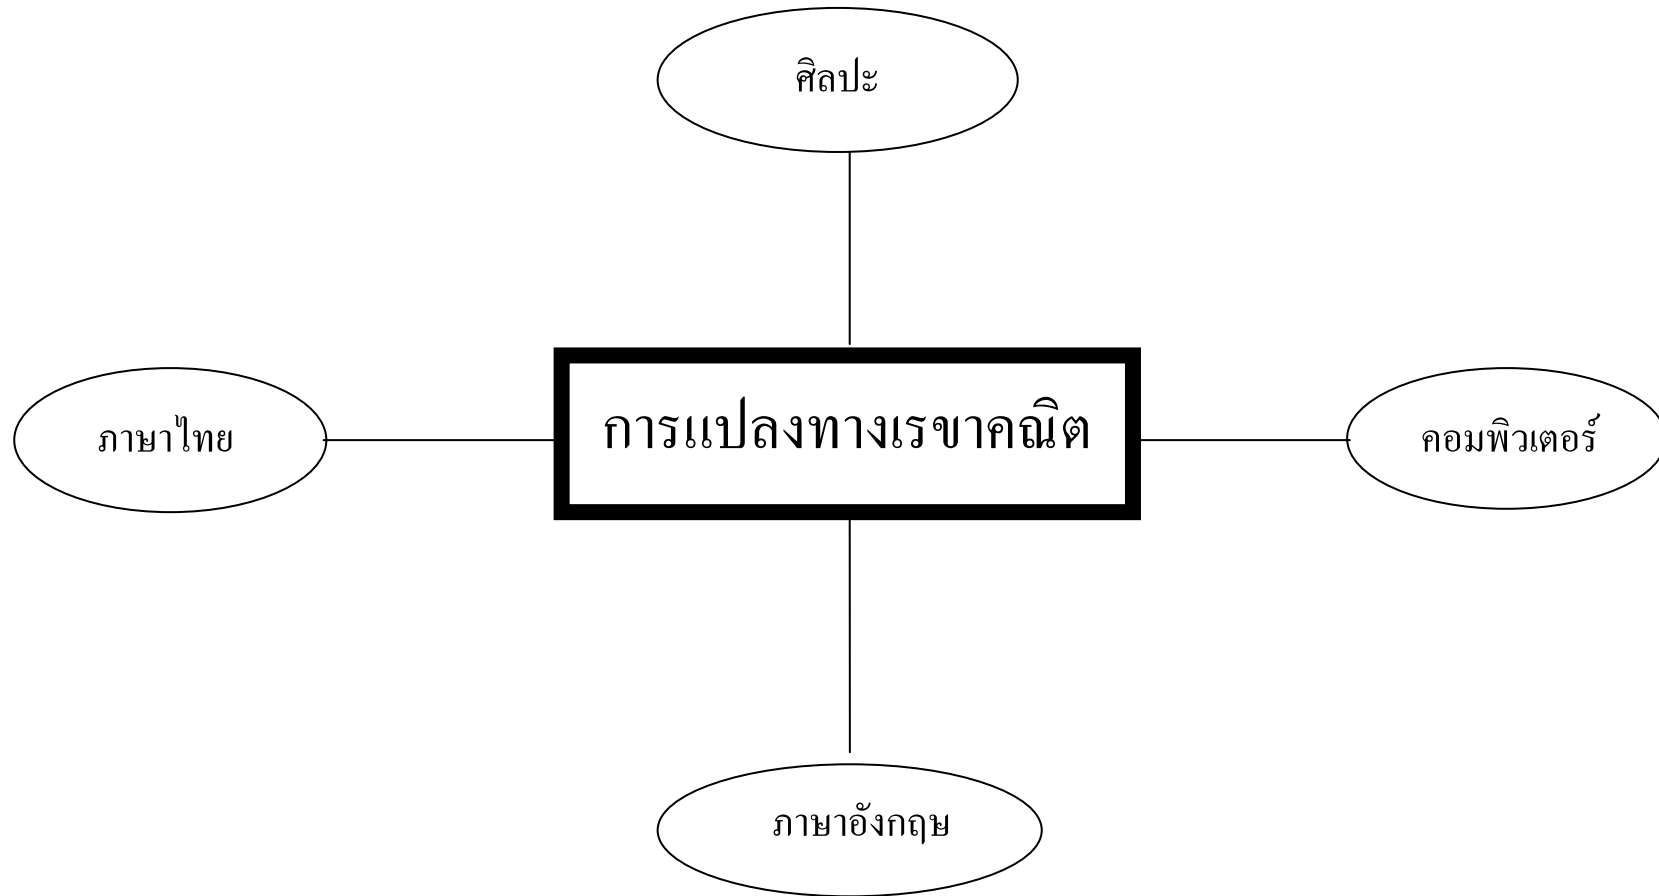 ศิลปะ
ภาษาไทย
การแปลงทางเรขาคณิต
คอมพิวเตอร์
ภาษาอังกฤษ